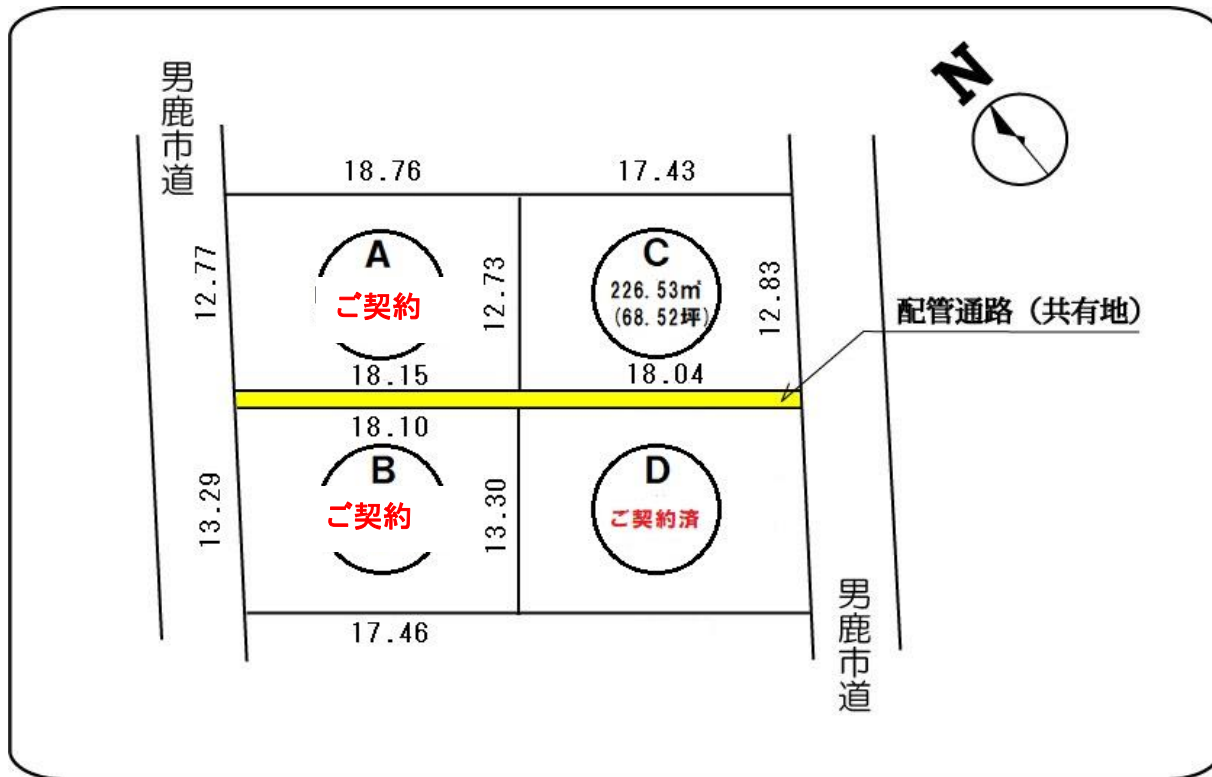 男鹿市道
N
18.76
17.43
12.77
A
ご契約
12.73
C
226.53㎡
(68.52坪)
12.83
配管通路（共有地）
18.15
18.04
18.10
B
ご契約
13.29
13.30
D
ご契約済
17.46
男鹿市道